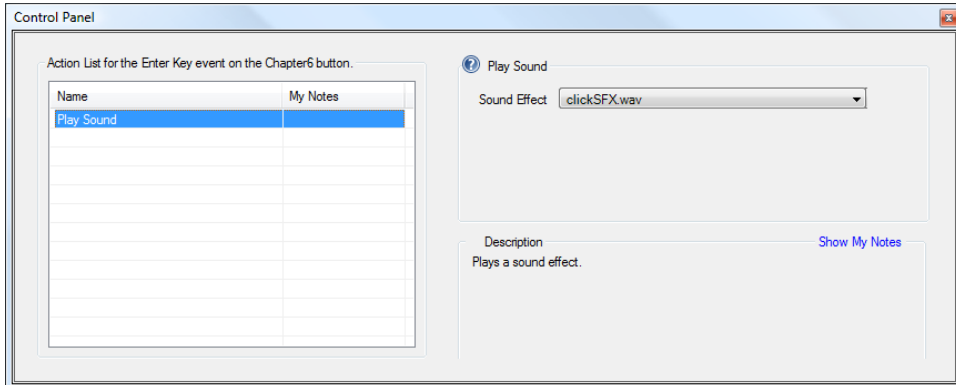 Control Panel
Action List for the Enter Key event on the Chapter6 button.
Name My Notes
Play Sound
Play Sound
Sound Effect clickSFX.wav
Description Show My Notes
Plays a sound effect.